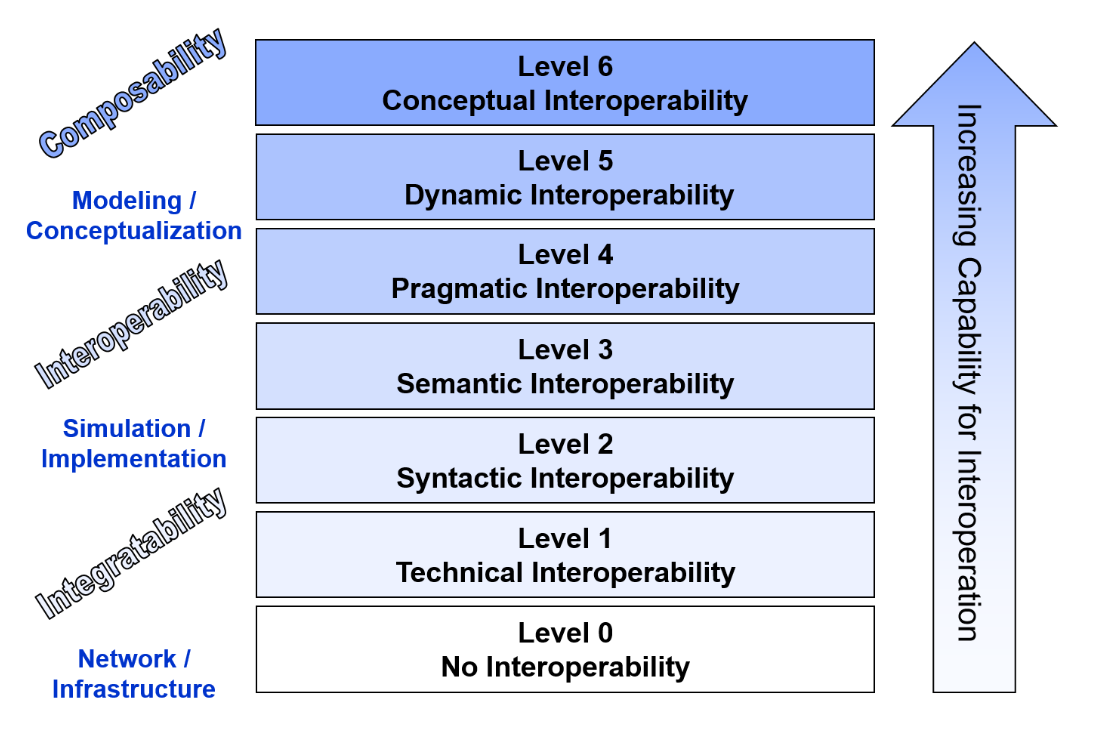 Composability
Modeling /
Conceptualization
Interoperability
Simulation /
Implementation
Integratability
Network /
Infrastructure
Level 6
Conceptual Interoperability
Level 5
Dynamic Interoperability
Level 4
Pragmatic Interoperability
Level 3
Semantic Interoperability
Level 2
Syntactic Interoperability
Level 1
Technical Interoperability
Level 0
No Interoperability
Increasing Capability for Interoperation